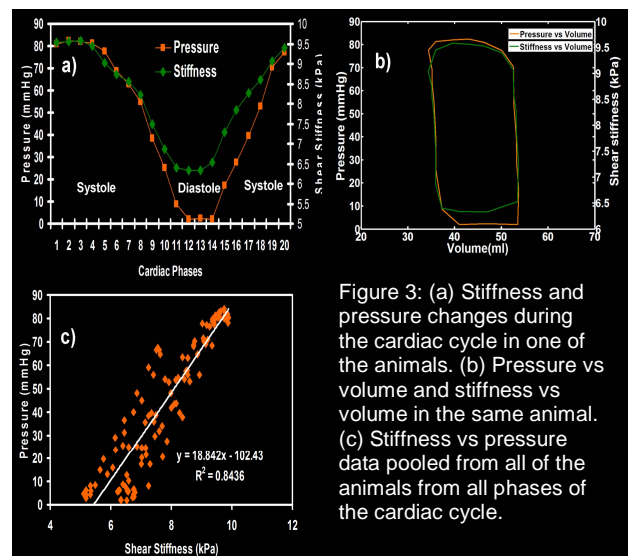 a)
Pressure
Stiffness
Systole
Diastole
Systole
Pressure (mmHg)
90
80
70
60
50
40
30
20
10
0
Shear Stiffness (kPa)
10
9.5
9
8.5
8
7.5
7
6.5
6
5.5
5
1 2 3 4 5 6 7 8 9 10 11 12 13 14 15 16 17 18 19 20
Cardiac Phases
b)
Pressure vs Volume
Stiffness vs Volume
Pressure (mmHg)
90
80
70
60
50
40
30
20
10
0
Shear stiffness (kPa)
10
9.5
9
8.5
8
7.5
7
6.5
6
20 30 40 50 60 70
Volume(ml)
c)
Pressure (mmHg)
90
80
70
60
50
40
30
20
10
0
y = 18.842x - 102.43
R2 = 0.8436
4 6 8 10 12
Shear Stiffness (kPa)
Figure 3: (a) Stiffness and
pressure changes during
the cardiac cycle in one of
the animals. (b) Pressure vs
volume and stiffness vs
volume in the same animal.
(c) Stiffness vs pressure
data pooled from all of the
animals from all phases of
the cardiac cycle.